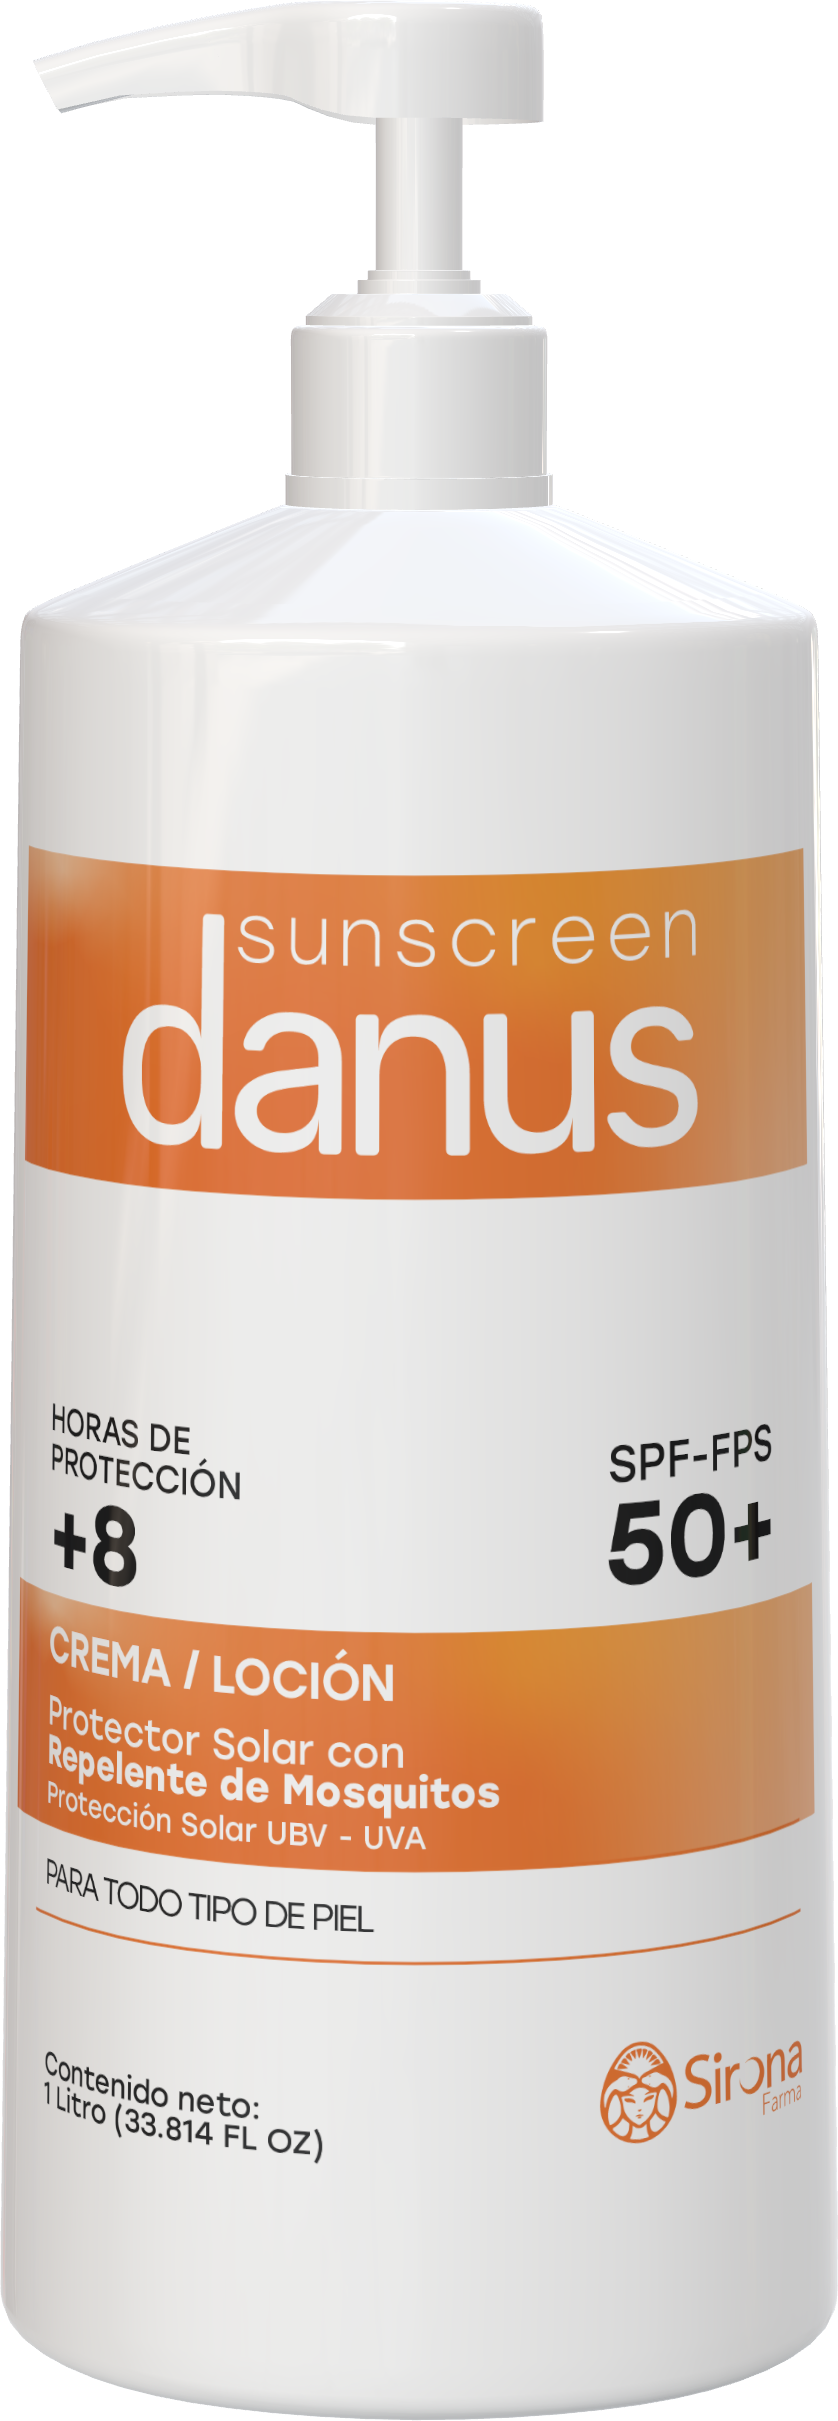 sunscreen
danus
HORAS DE
PROTECCIÓN
+8
SPF-FPS
50+
CREMA / LOCIÓN
Protector Solar con
Repelente de Mosquitos
Protección Solar UBV - UVA
PARA TODO TIPO DE PIEL
Contenido neto:
1 Litro (33.814 FL OZ)
Sirona
Farma